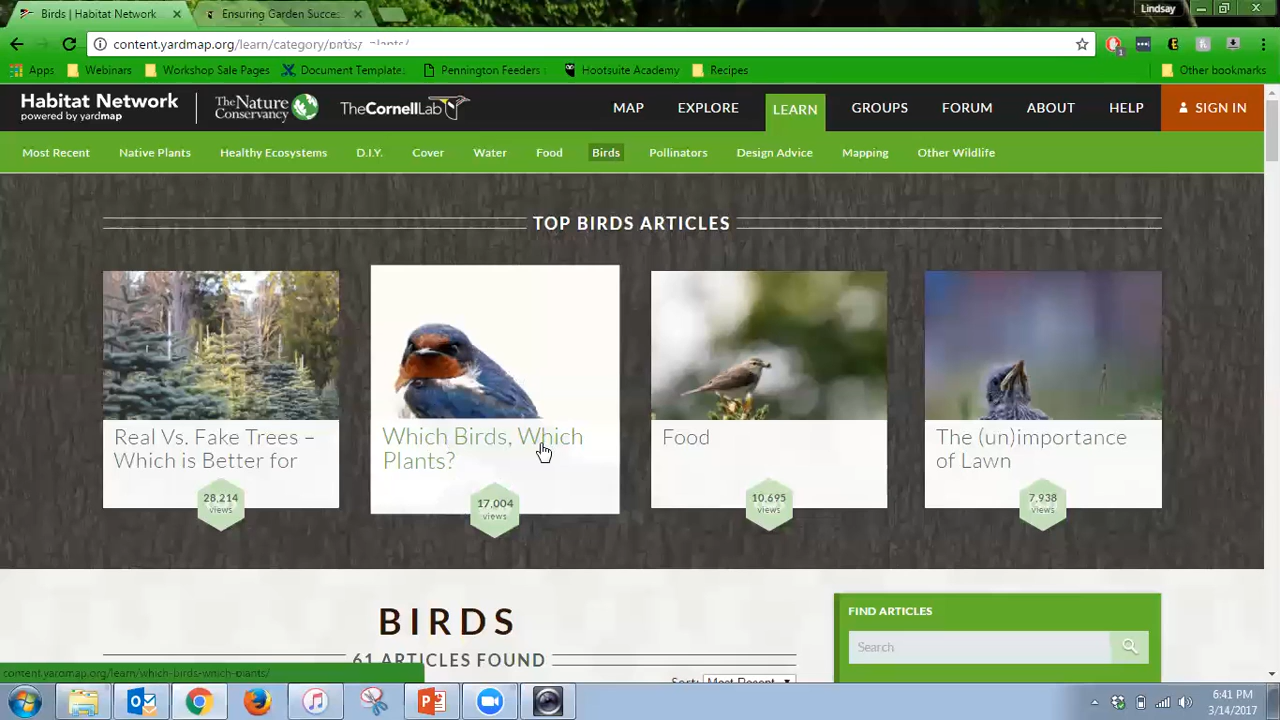 Birds | Habitat Network
Ensuring Garden Succes
Lindsay
content.yardmap.org/learn/category/
Apps
Webinars
Workshop Sale Pages
Document Template
Pennington Feeders
Hootsuite Academy
Recipes
Other bookmarks
Habitat Network
powered by yardmap
The Nature
Conservancy
TheCornellLab
MAP
EXPLORE
LEARN
GROUPS
FORUM
ABOUT
HELP
SIGN IN
Most Recent
Native Plants
Healthy Ecosystems
D.I.Y.
Cover
Water
Food
Birds
Pollinators
Design Advice
Mapping
Other Wildlife
TOP BIRDS ARTICLES
Real Vs. Fake Trees –
Which is Better for
28,214
views
Which Birds, Which
Plants?
17,004
views
Food
10,695
views
The (un)importance
of Lawn
7,938
views
BIRDS
61 ARTICLES FOUND
Sort: Most Recent
FIND ARTICLES
Search
content.yardmap.org/learn/which-birds-which-plants/
6:41 PM
3/14/2017